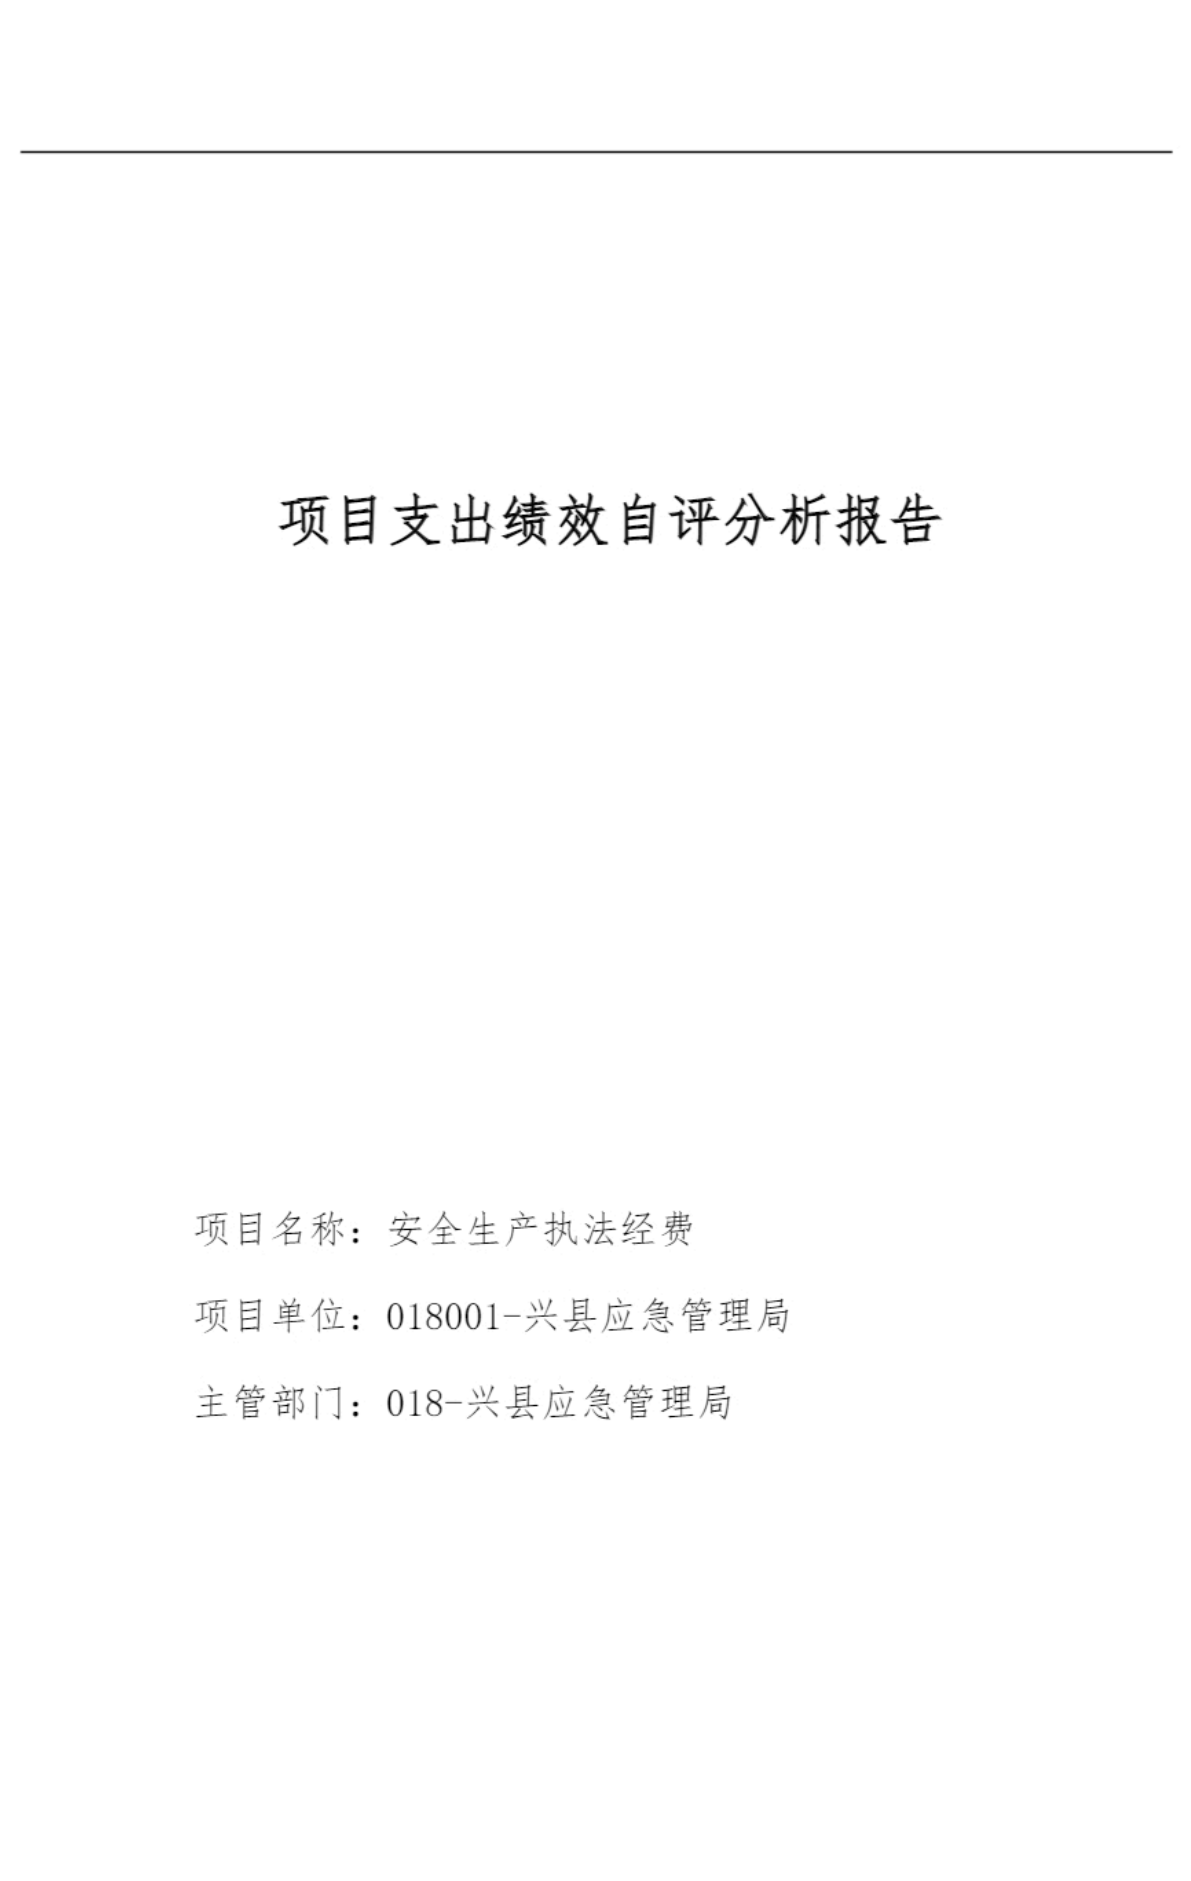 项目支出绩效自评分析报告
项目名称：安全生产执法经费
项目单位：018001-兴县应急管理局
主管部门：018-兴县应急管理局